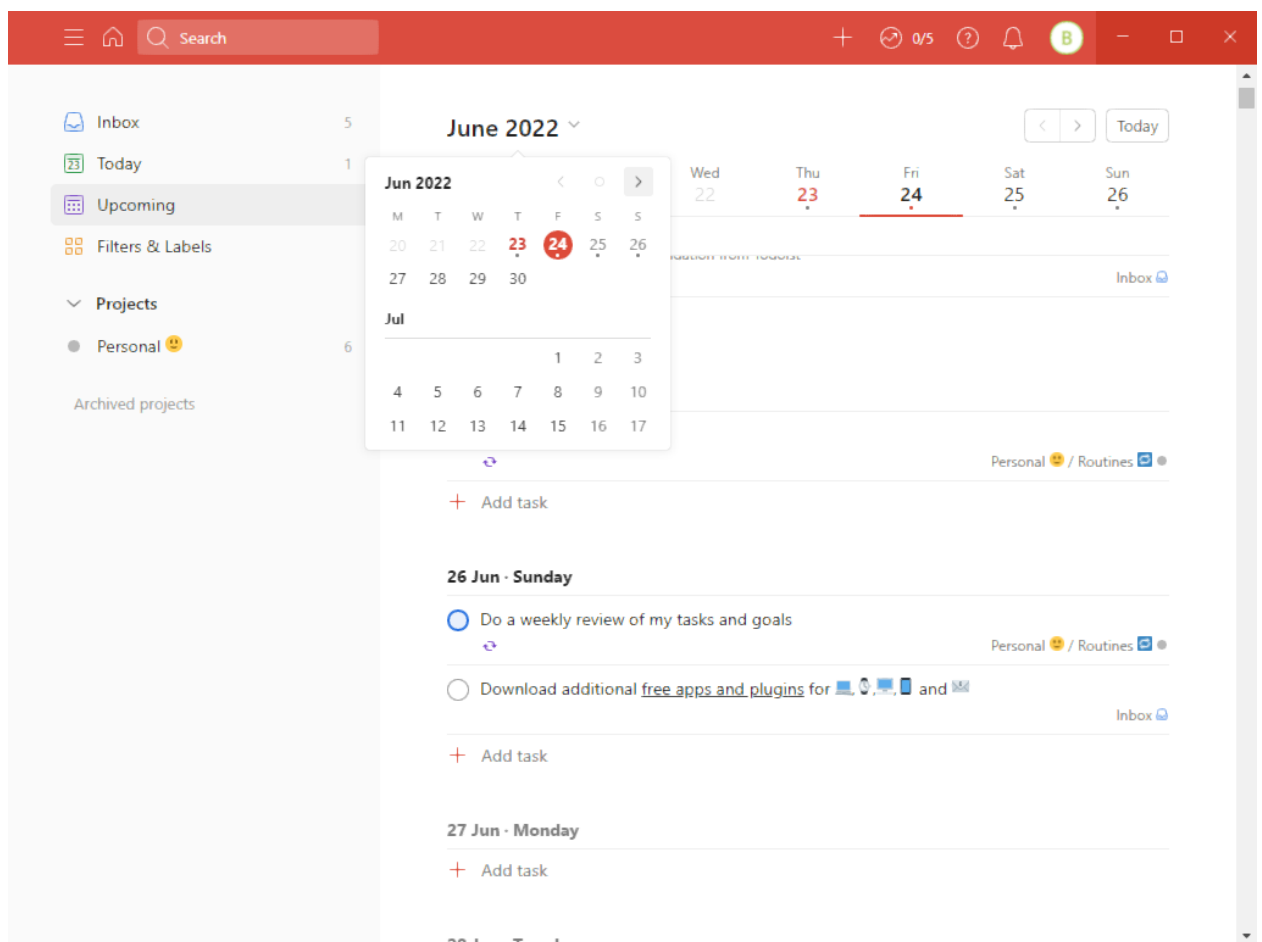 Search
0/5
B
Inbox 5
23 Today 1
Upcoming
Filters & Labels
Projects
Personal 6
Archived projects
June 2022
Today
Wed Thu Fri Sat Sun
22 23 24 25 26
Jun 2022
M T W T F S S
20 21 22 23 24 25 26
27 28 29 30
Jul
1 2 3
4 5 6 7 8 9 10
11 12 13 14 15 16 17
from Todoist
Inbox
Personal / Routines
Add task
26 Jun · Sunday
Do a weekly review of my tasks and goals
Personal / Routines
Download additional free apps and plugins for , , , and
Inbox
Add task
27 Jun · Monday
Add task